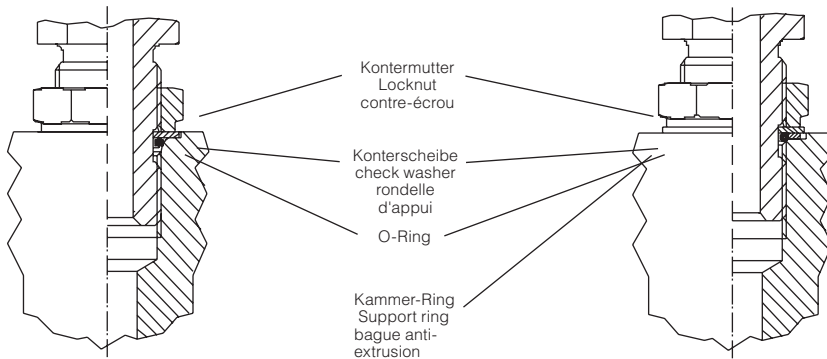 Kontermutter
Locknut
contre-écrou
Konterscheibe
check washer
rondelle
d'appui
O-Ring
Kammer-Ring
Support ring
bague anti-
extrusion